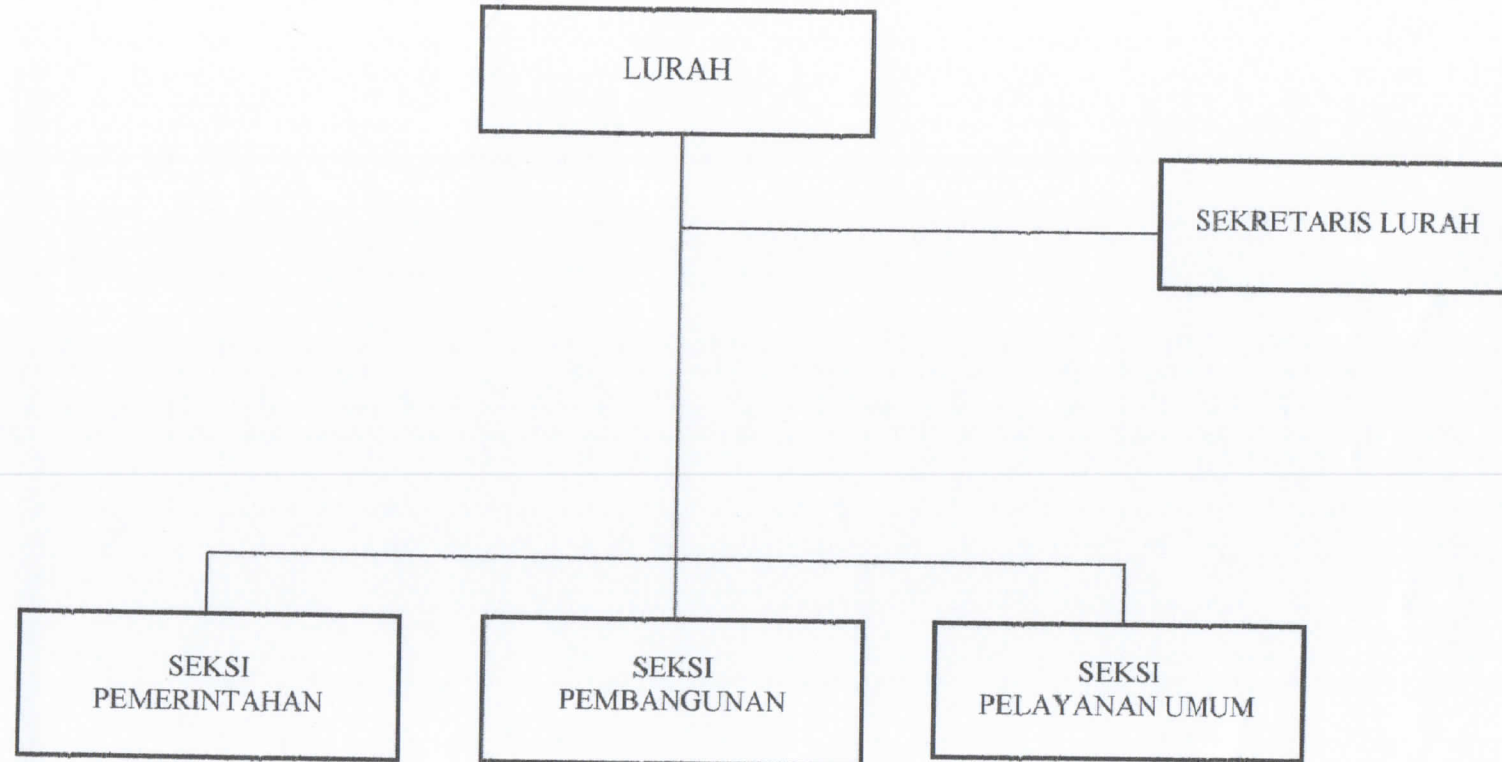 LURAH
SEKRETARIS LURAH
SEKSI
PEMERINTAHAN
SEKSI
PEMBANGUNAN
SEKSI
PELAYANAN UMUM